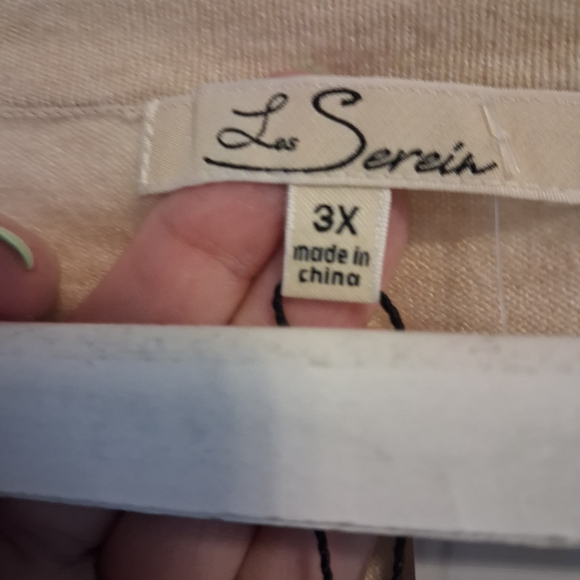 Les Serein
3X
made in
china